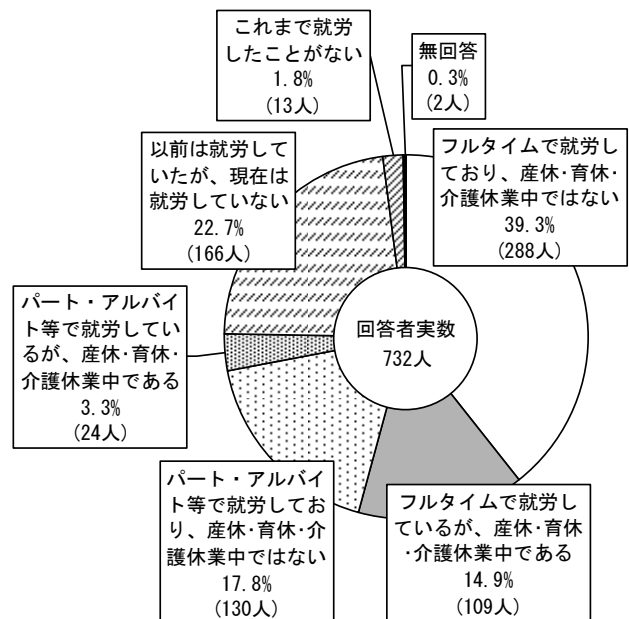 これまで就労
したことがない
1.8%
(13人)
無回答
0.3%
(2人)
フルタイムで就労し
ており、産休・育休・
介護休業中ではない
39.3%
(288人)
以前は就労して
いたが、現在は
就労していない
22.7%
(166人)
回答者実数
732人
パート・アルバイ
ト等で就労してい
るが、産休・育休・
介護休業中である
3.3%
(24人)
パート・アルバイ
ト等で就労してお
り、産休・育休・介
護休業中ではない
17.8%
(130人)
フルタイムで就労し
ているが、産休・育休
・介護休業中である
14.9%
(109人)